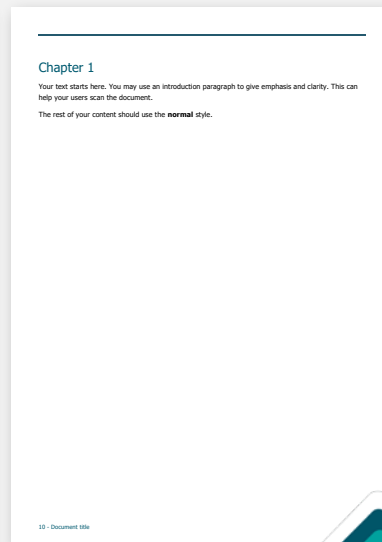 Chapter 1
Your text starts here. You may use an introduction paragraph to give emphasis and clarity. This can
help your users scan the document.
The rest of your content should use the normal style.
10 - Document title